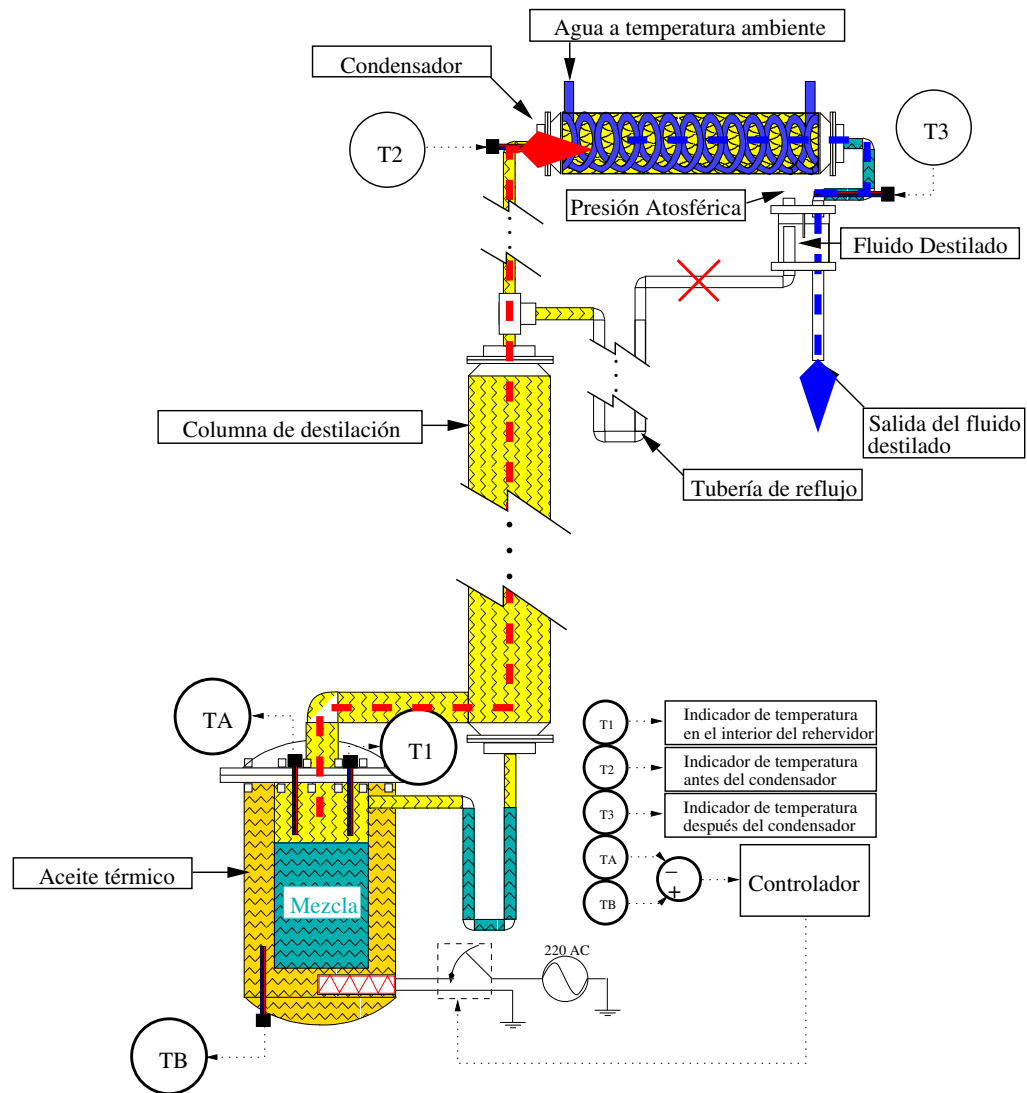 Agua a temperatura ambiente
Condensador
T2
T3
Presión Atosférica
Fluido Destilado
Columna de destilación
Salida del fluido
destilado
Tubería de reflujo
TA
T1
T1
Indicador de temperatura
en el interior del rehervidor
T2
Indicador de temperatura
antes del condensador
T3
Indicador de temperatura
después del condensador
TA
−
+
TB
Controlador
Aceite térmico
Mezcla
220 AC
TB